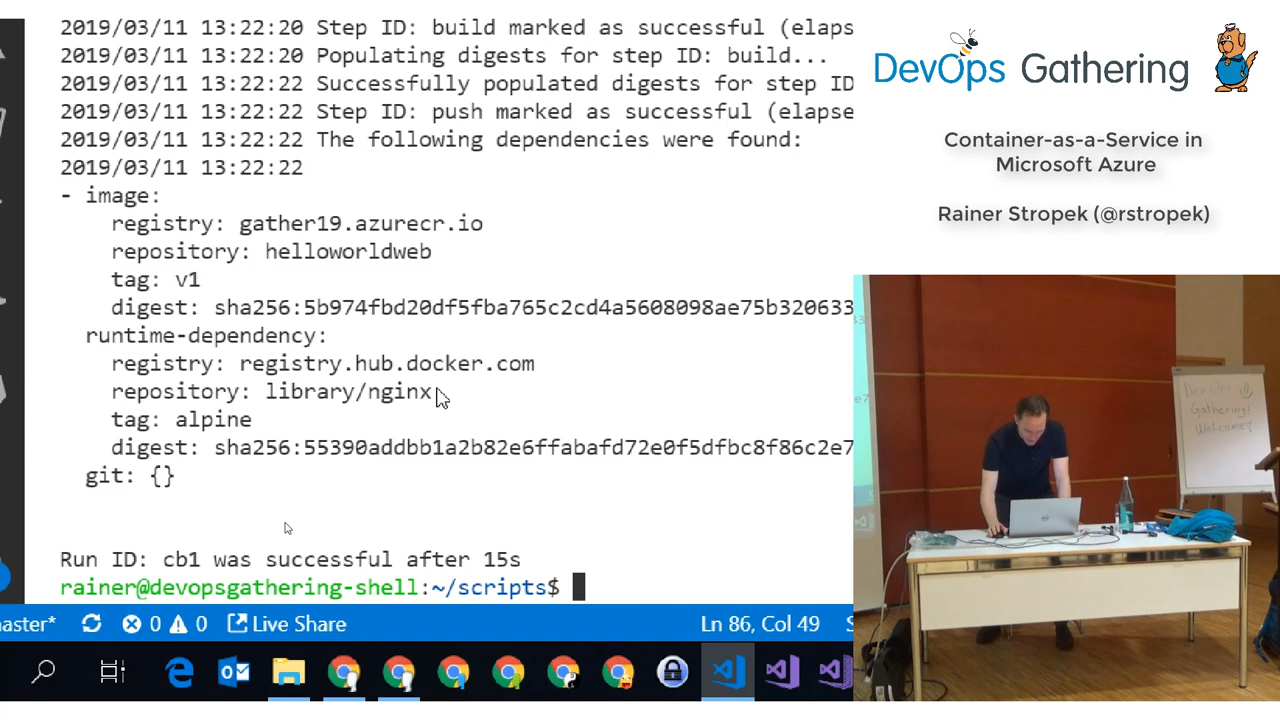 2019/03/11 13:22:20 Step ID: build marked as successful (elaps
2019/03/11 13:22:20 Populating digests for step ID: build...
2019/03/11 13:22:22 Successfully populated digests for step ID
2019/03/11 13:22:22 Step ID: push marked as successful (elapse
2019/03/11 13:22:22 The following dependencies were found:
2019/03/11 13:22:22
- image:
registry: gather19.azurecr.io
repository: helloworldweb
tag: v1
digest: sha256:5b974fbd20df5fba765c2cd4a5608098ae75b320633
runtime-dependency:
registry: registry.hub.docker.com
repository: library/nginx
tag: alpine
digest: sha256:55390addbb1a2b82e6ffabafd72e0f5dfbc8f86c2e7
git: {}
Run ID: cb1 was successful after 15s
rainer@devopsgathering-shell:~/scripts$
aster* 0 0 Live Share Ln 86, Col 49 S
DevOps Gathering
Container-as-a-Service in
Microsoft Azure
Rainer Stropek (@rstropek)
DevOps
Gathering!
Welcome!